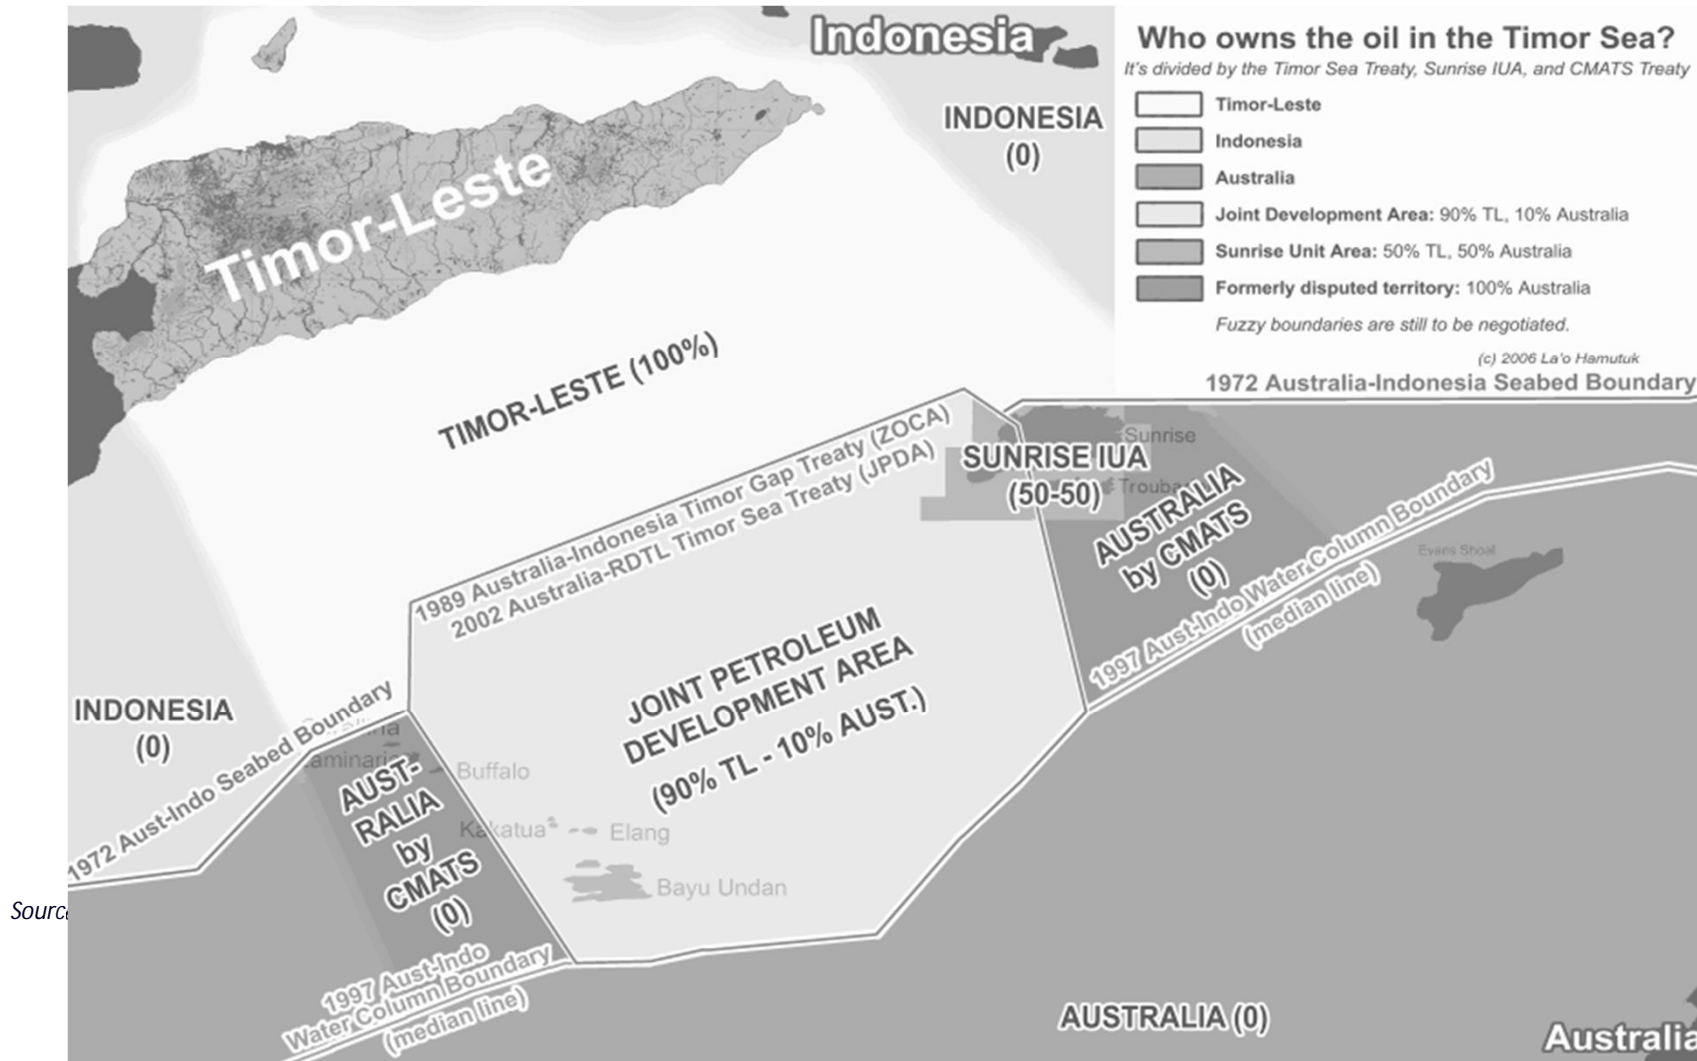 Indonesia
INDONESIA
(0)
Timor-Leste
TIMOR-LESTE (100%)
Who owns the oil in the Timor Sea?
It's divided by the Timor Sea Treaty, Sunrise IUA, and CMATS Treaty
Timor-Leste
Indonesia
Australia
Joint Development Area: 90% TL, 10% Australia
Sunrise Unit Area: 50% TL, 50% Australia
Formerly disputed territory: 100% Australia
Fuzzy boundaries are still to be negotiated.
(c) 2006 La'o Hamutuk
1972 Australia-Indonesia Seabed Boundary
1989 Australia-Indonesia Timor Gap Treaty (ZOCA)
2002 Australia-RDTL Timor Sea Treaty (JPDA)
Sunrise
SUNRISE IUA
(50-50)
AUSTRALIA
by CMATS
(0)
1997 Aust-Indo Water Column Boundary
(median line)
Evans Shoal
JOINT PETROLEUM
DEVELOPMENT AREA
(90% TL - 10% AUST.)
INDONESIA
(0)
1972 Aust-Indo Seabed Boundary
Buffalo
AUST-
RALIA
by
CMATS
(0)
Kakatua
Elang
Bayu Undan
1997 Aust-Indo
Water Column Boundary
(median line)
AUSTRALIA (0)
Australia